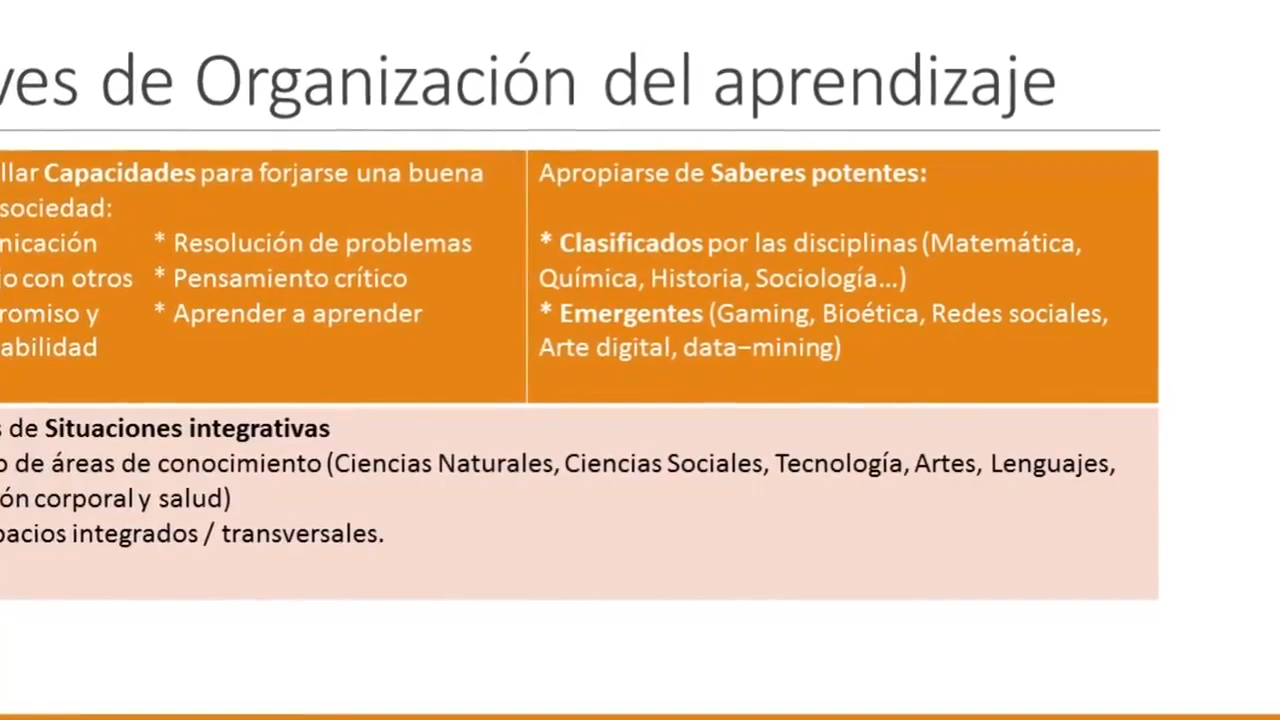 ves de Organización del aprendizaje
llar Capacidades para forjarse una buena
sociedad:
nicación * Resolución de problemas
jo con otros * Pensamiento crítico
romiso y * Aprender a aprender
abilidad
Apropiarse de Saberes potentes:
* Clasificados por las disciplinas (Matemática,
Química, Historia, Sociología...)
* Emergentes (Gaming, Bioética, Redes sociales,
Arte digital, data–mining)
s de Situaciones integrativas
o de áreas de conocimiento (Ciencias Naturales, Ciencias Sociales, Tecnología, Artes, Lenguajes,
ón corporal y salud)
pacios integrados / transversales.